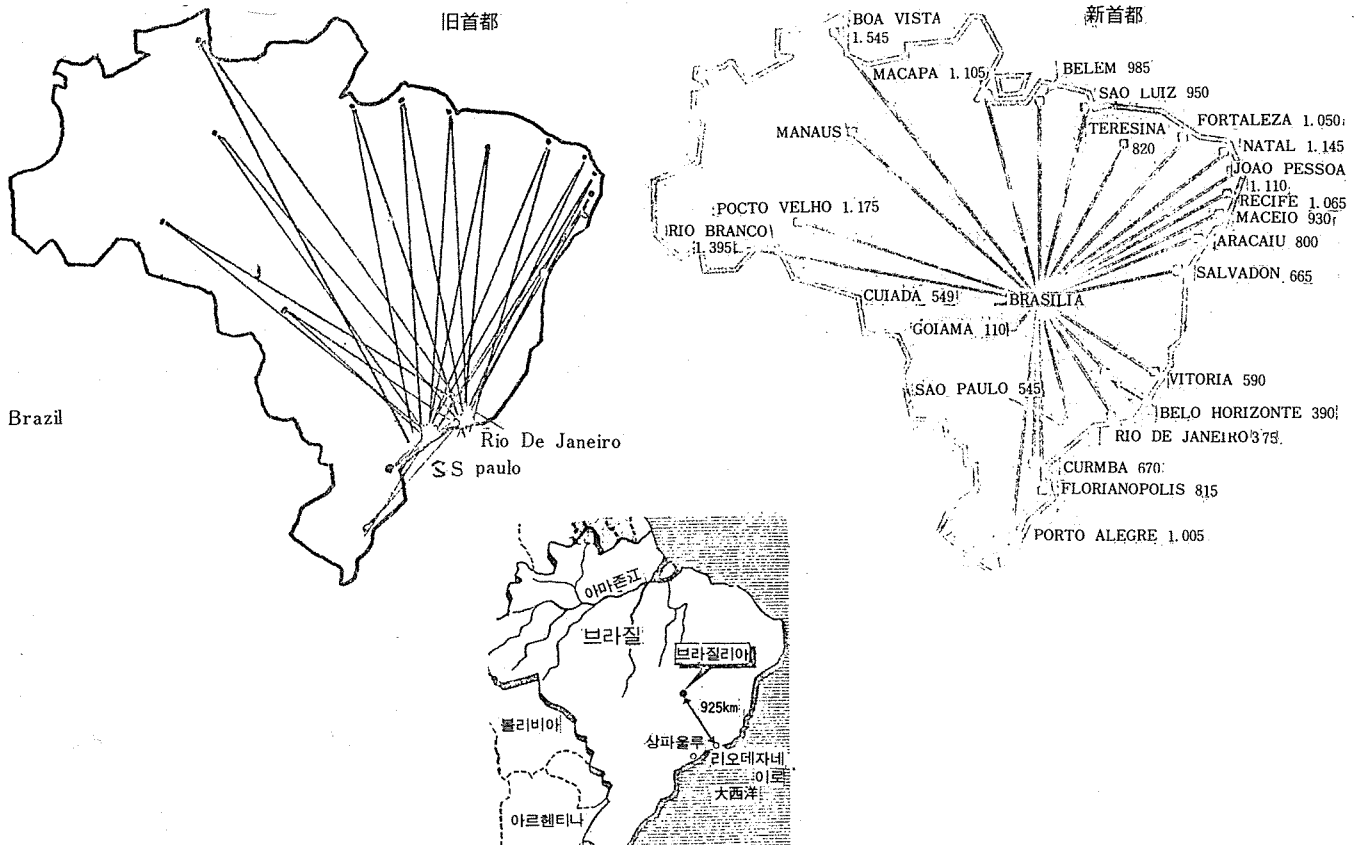 旧首都
Rio De Janeiro
S S paulo
Brazil
新首都
BOA VISTA
1.545
MACAPA 1.105
BELEM 985
SAO LUIZ 950
FORTALEZA 1.050
MANAUS
TERESINA
820
NATAL 1.145
JOAO PESSOA
1.110
RECIFE 1.065
MACEIO 930
POCTO VELHO 1.175
RIO BRANCO
1.395
ARACAIU 800
SALVADON 665
CUIADA 549
BRASILIA
GOIAMA 110
VITORIA 590
SAO PAULO 545
BELO HORIZONTE 390
RIO DE JANEIRO 375
CURMBA 670
FLORIANOPOLIS 815
PORTO ALEGRE 1.005
아마존江
브라질
브라질리아
925km
볼리비아
상파울루
리오데자네
이로
大西洋
아르헨티나